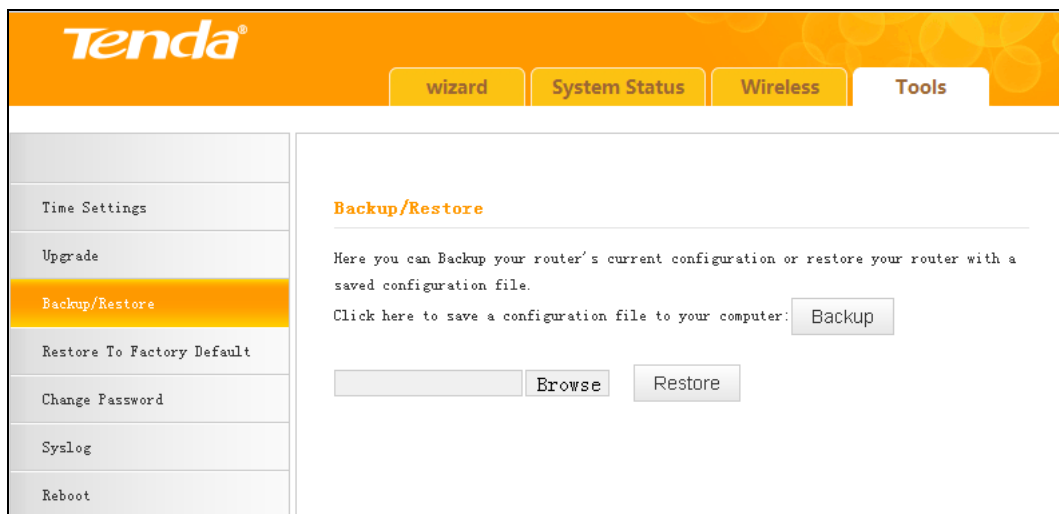 Tenda®
wizard
System Status
Wireless
Tools
Time Settings
Upgrade
Backup/Restore
Restore To Factory Default
Change Password
Syslog
Reboot
Backup/Restore
Here you can Backup your router's current configuration or restore your router with a
saved configuration file.
Click here to save a configuration file to your computer: Backup
Browse Restore